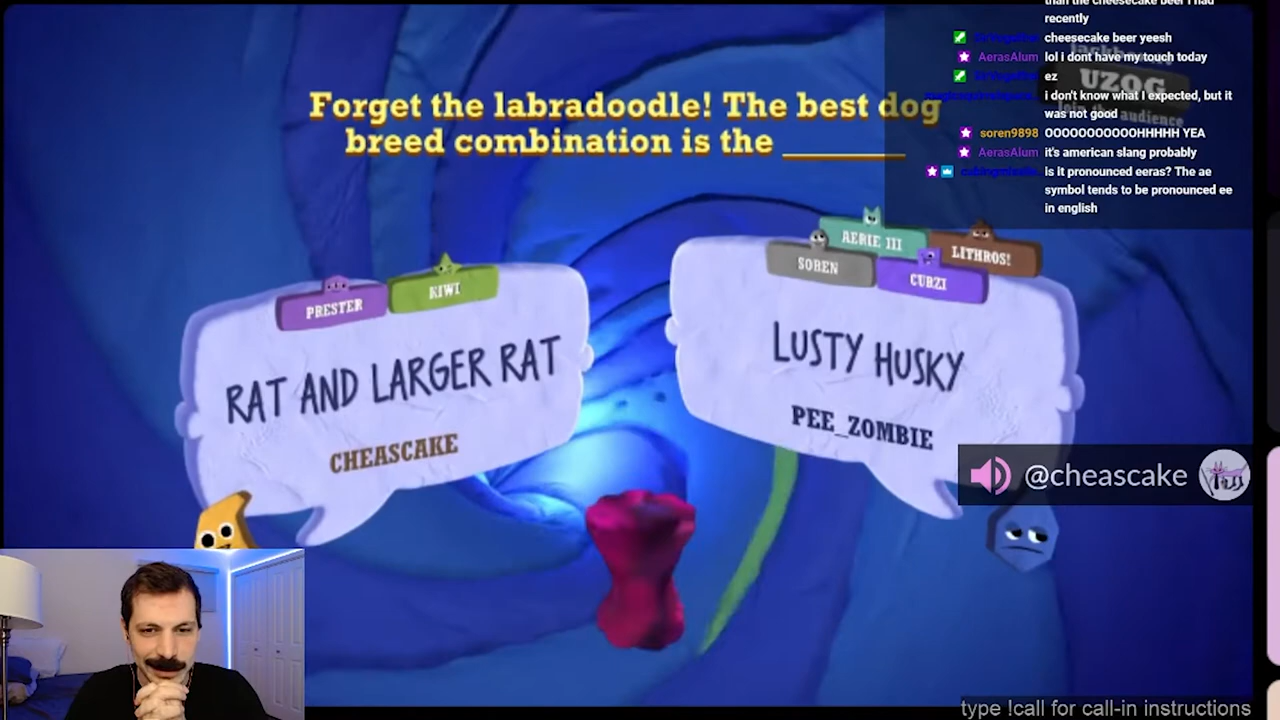 than the cheesecake beer I had
recently
cheesecake beer yeesh
AerasAlum lol i dont have my touch today
ez
i don't know what I expected, but it
was not good
soren9898 OOOOOOOOOOOHHHHH YEA
AerasAlum it's american slang probably
Is it pronounced eeras? The ae
symbol tends to be pronounced ee
in english
UZOG
audience
Forget the labradoodle! The best dog
breed combination is the ________
PRESTER
KIWI
RAT AND LARGER RAT
CHEASCAKE
AERIE III
LITHROS!
SOREN
CURZI
LUSTY HUSKY
PEE_ZOMBIE
@cheascake
type !call for call-in instructions